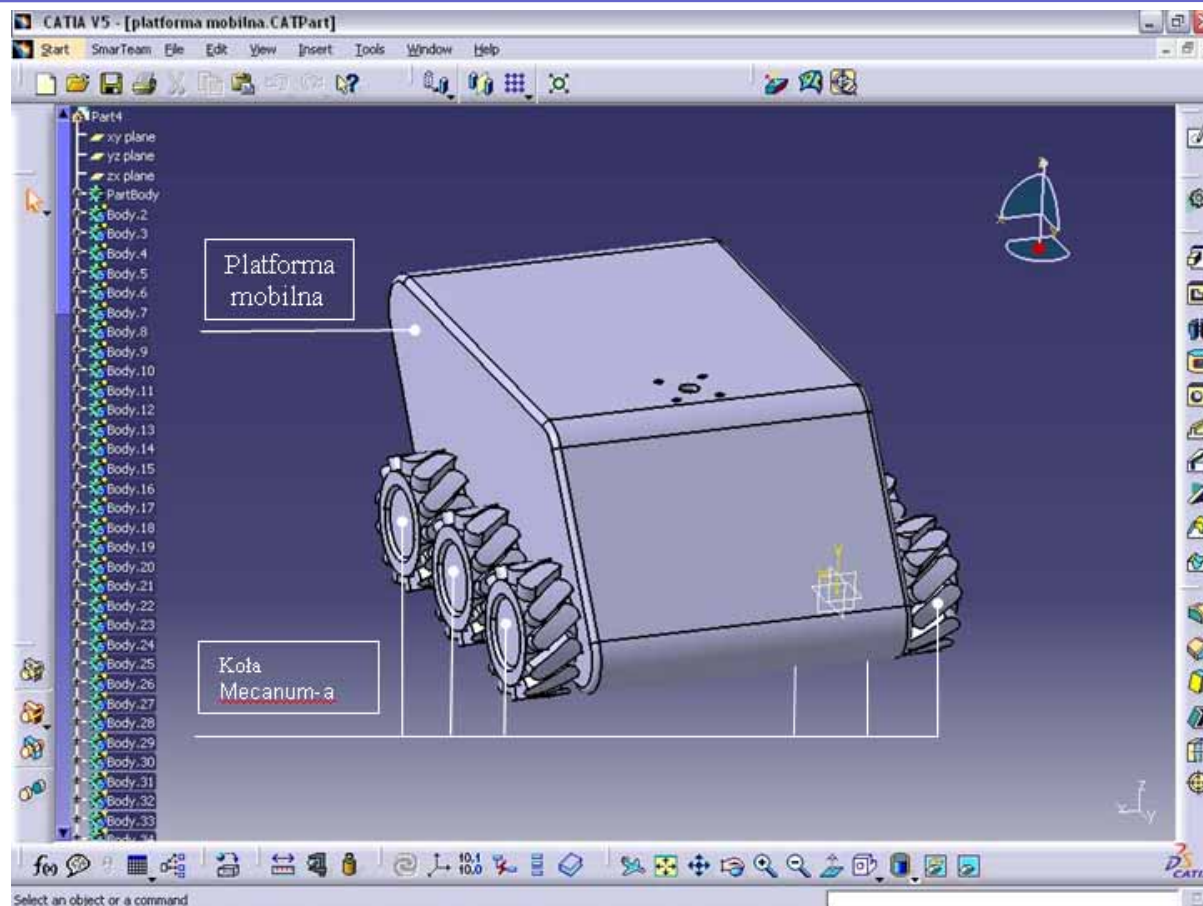 CATIA V5 - [platforma mobilna.CATPart]
Start SmarTeam File Edit View Insert Tools Window Help
Part4
xy plane
yz plane
zx plane
PartBody
Body.2
Body.3
Body.4
Body.5
Body.6
Body.7
Body.8
Body.9
Body.10
Body.11
Body.12
Body.13
Body.14
Body.15
Body.16
Body.17
Body.18
Body.19
Body.20
Body.21
Body.22
Body.23
Body.24
Body.25
Body.26
Body.27
Body.28
Body.29
Body.30
Body.31
Body.32
Body.33
Platforma
mobilna
Koła
Mecanum-a
Y
z
x
y
f(x)
10.1
10.0
CATIA
Select an object or a command